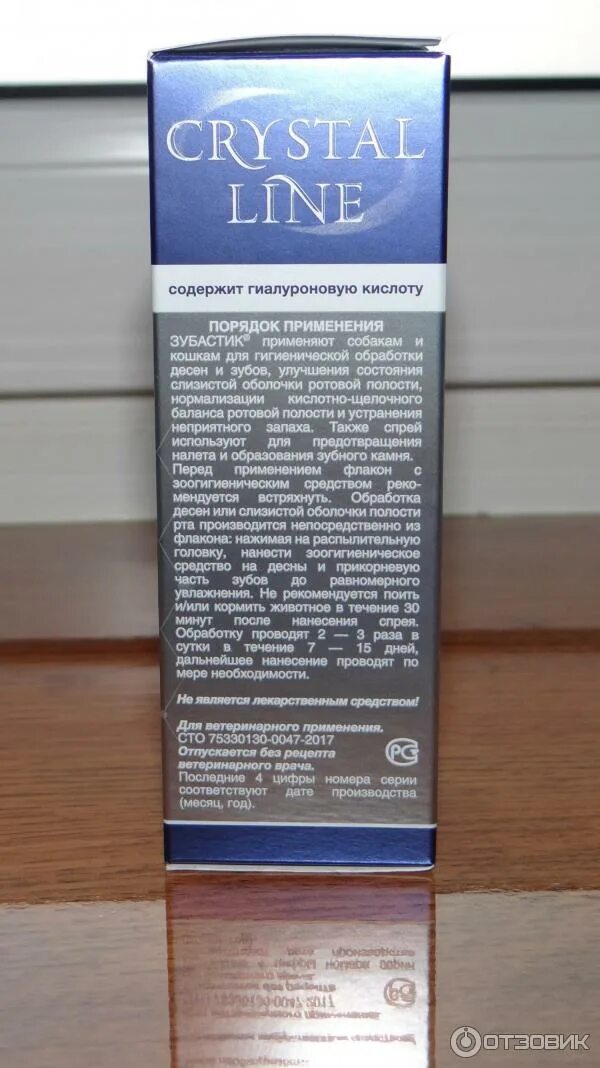 CRYSTAL
LINE
содержит гиалуроновую кислоту
ПОРЯДОК ПРИМЕНЕНИЯ
ЗУБАСТИК® применяют собакам и
кошкам для гигиенической обработки
десен и зубов, улучшения состояния
слизистой оболочки ротовой полости,
нормализации кислотно-щелочного
баланса ротовой полости и устранения
неприятного запаха. Также спрей
используют для предотвращения
налета и образования зубного камня.
Перед применением флакон с
зоогигиеническим средством реко-
мендуется встряхнуть. Обработка
десен или слизистой оболочки полости
рта производится непосредственно из
флакона: нажимая на распылительную
головку, нанести зоогигиеническое
средство на десны и прикорневую
часть зубов до равномерного
увлажнения. Не рекомендуется поить
и/или кормить животное в течение 30
минут после нанесения спрея.
Обработку проводят 2 — 3 раза в
сутки в течение 7 — 15 дней,
дальнейшее нанесение проводят по
мере необходимости.
Не является лекарственным средством!
Для ветеринарного применения.
СТО 75330130-0047-2017
Отпускается без рецепта
ветеринарного врача.
Последние 4 цифры номера серии
соответствуют дате производства
(месяц, год).
ОТЗОВИК